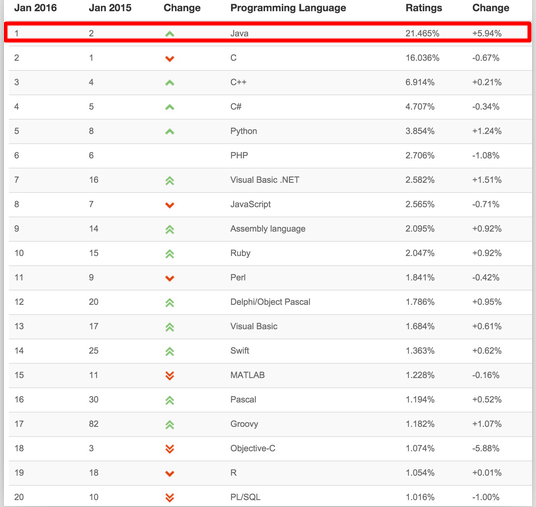 Jan 2016 Jan 2015 Change Programming Language Ratings Change
1 2 Java 21.465% +5.94%
2 1 C 16.036% -0.67%
3 4 C++ 6.914% +0.21%
4 5 C# 4.707% -0.34%
5 8 Python 3.854% +1.24%
6 6 PHP 2.706% -1.08%
7 16 Visual Basic .NET 2.582% +1.51%
8 7 JavaScript 2.565% -0.71%
9 14 Assembly language 2.095% +0.92%
10 15 Ruby 2.047% +0.92%
11 9 Perl 1.841% -0.42%
12 20 Delphi/Object Pascal 1.786% +0.95%
13 17 Visual Basic 1.684% +0.61%
14 25 Swift 1.363% +0.62%
15 11 MATLAB 1.228% -0.16%
16 30 Pascal 1.194% +0.52%
17 82 Groovy 1.182% +1.07%
18 3 Objective-C 1.074% -5.88%
19 18 R 1.054% +0.01%
20 10 PL/SQL 1.016% -1.00%